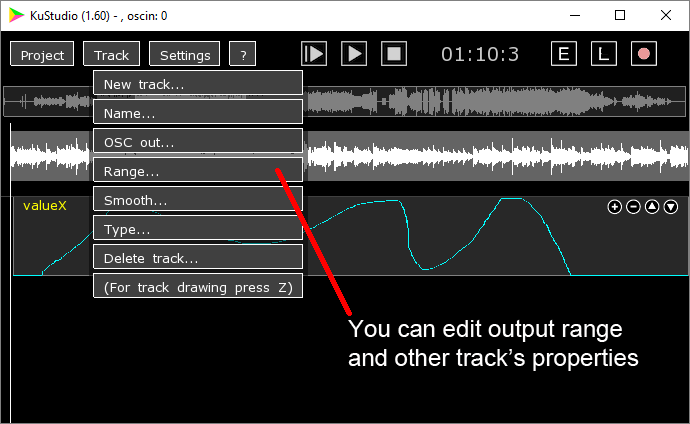 KuStudio (1.60) - , oscin: 0
Project Track Settings ? 01:10:3 E L
New track...
Name...
OSC out...
Range...
Smooth...
Type...
Delete track...
(For track drawing press Z)
valueX
You can edit output range
and other track’s properties